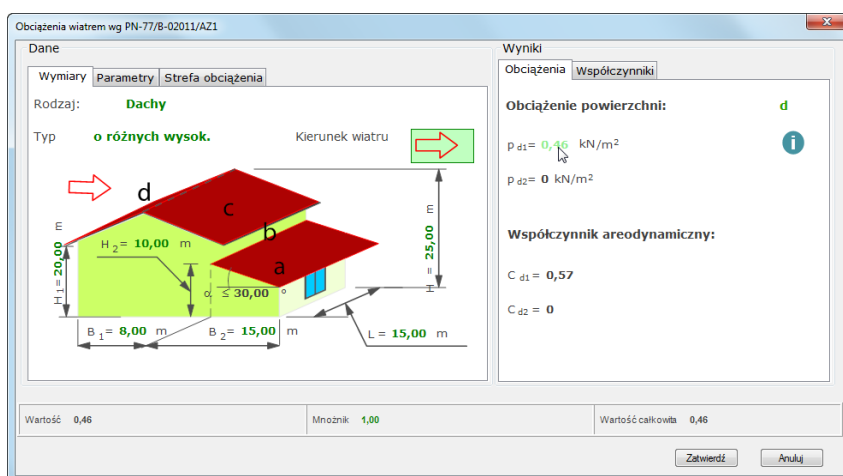 Obciążenia wiatrem wg PN-77/B-02011/AZ1
x
Dane
Wymiary Parametry Strefa obciążenia
Rodzaj: Dachy
Typ o różnych wysok. Kierunek wiatru
d
c
b
a
H 2= 10,00 m
H 1= 20,00 m
H = 25,00 m
α ≤ 30,00 °
B 1= 8,00 m
B 2= 15,00 m
L = 15,00 m
Wyniki
Obciążenia Współczynniki
Obciążenie powierzchni: d
p d1= 0,46 kN/m²
i
p d2= 0 kN/m²
Współczynnik areodynamiczny:
C d1 = 0,57
C d2 = 0
Wartość 0,46 Mnożnik 1,00 Wartość całkowita 0,46
Zatwierdź Anuluj